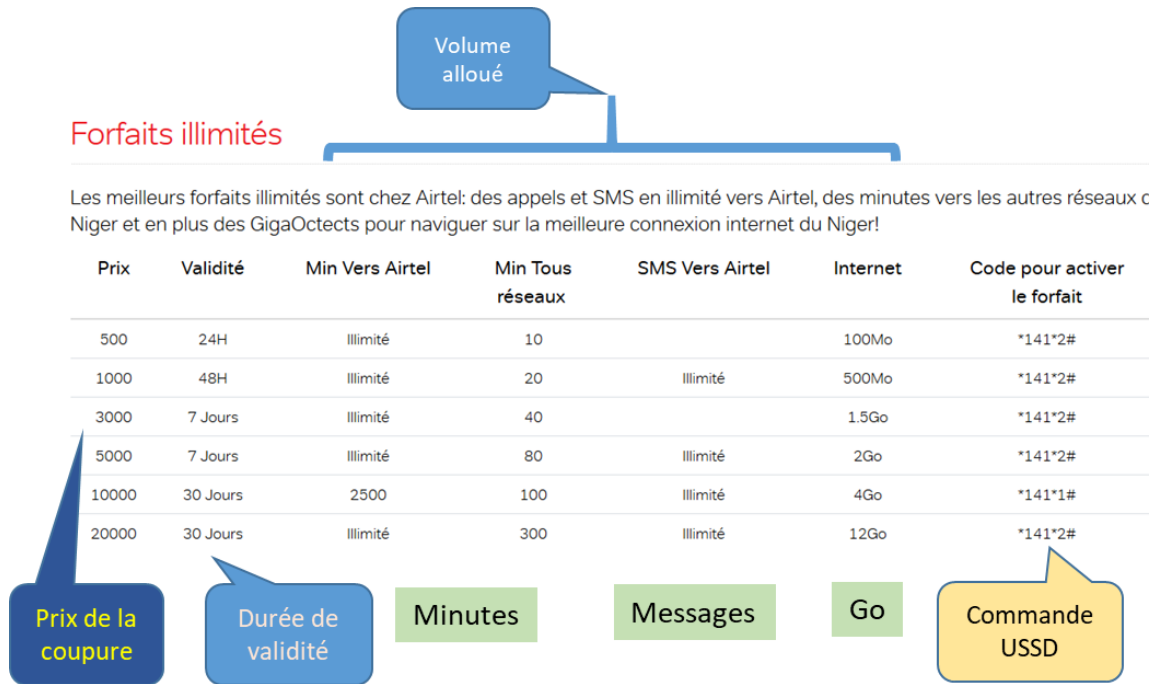 Volume
alloué
Forfaits illimités
Les meilleurs forfaits illimités sont chez Airtel: des appels et SMS en illimité vers Airtel, des minutes vers les autres réseaux
Niger et en plus des GigaOctects pour naviguer sur la meilleure connexion internet du Niger!
Prix Validité Min Vers Airtel Min Tous SMS Vers Airtel Internet Code pour activer
réseaux le forfait
500 24H Illimité 10 100Mo *141*2#
1000 48H Illimité 20 Illimité 500Mo *141*2#
3000 7 Jours Illimité 40 1.5Go *141*2#
5000 7 Jours Illimité 80 Illimité 2Go *141*2#
10000 30 Jours 2500 100 Illimité 4Go *141*1#
20000 30 Jours Illimité 300 Illimité 12Go *141*2#
Prix de la
coupure
Durée de
validité
Minutes
Messages
Go
Commande
USSD